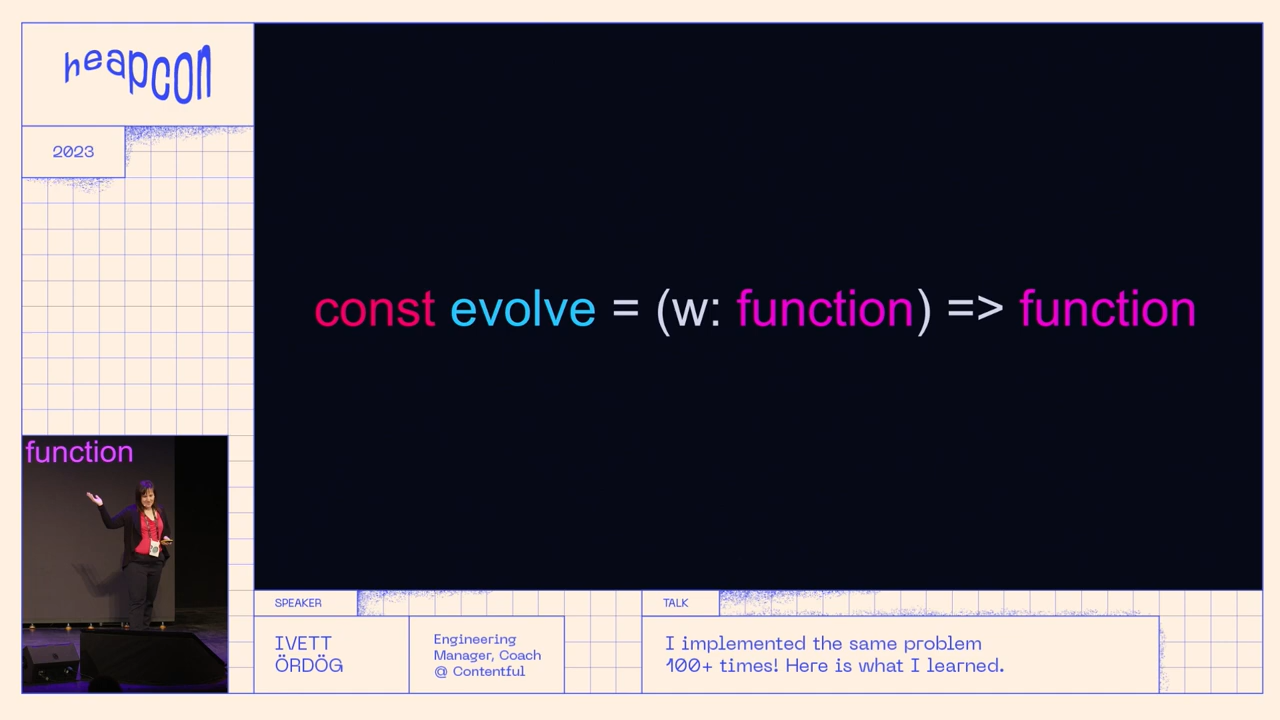 heapcon
2023
const evolve = (w: function) => function
function
SPEAKER
IVETT
ÖRDÖG
Engineering
Manager, Coach
@ Contentful
TALK
I implemented the same problem
100+ times! Here is what I learned.